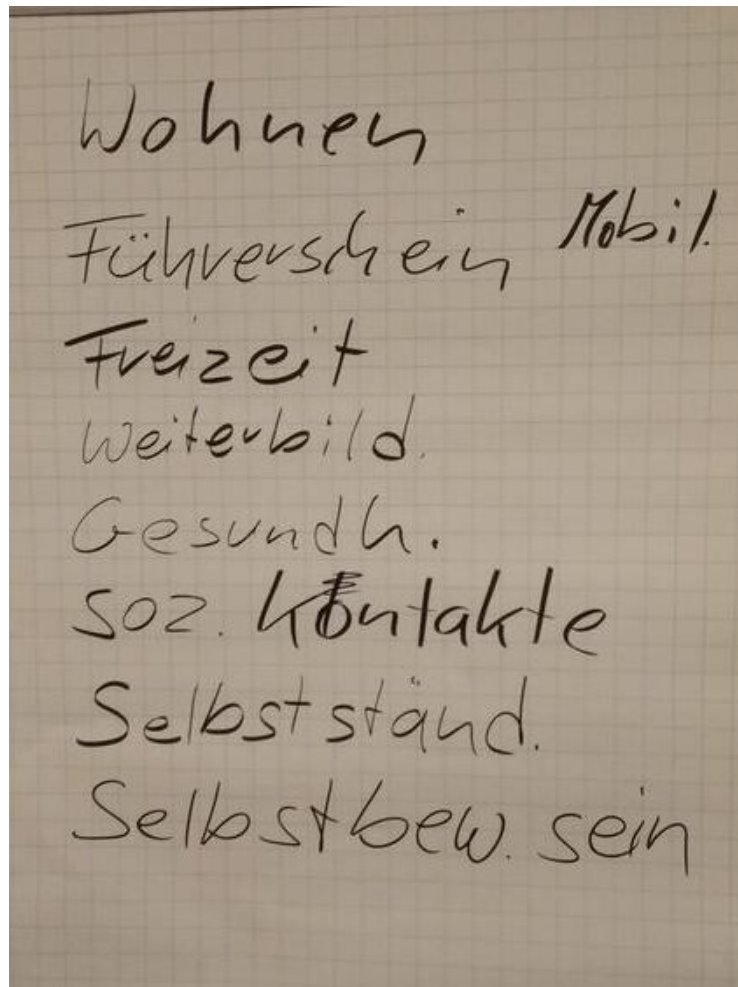 Wohnen
Führerschein Mobil.
Freizeit
Weiterbild.
Gesundh.
soz. Kontakte
Selbstständ.
Selbstbew. sein